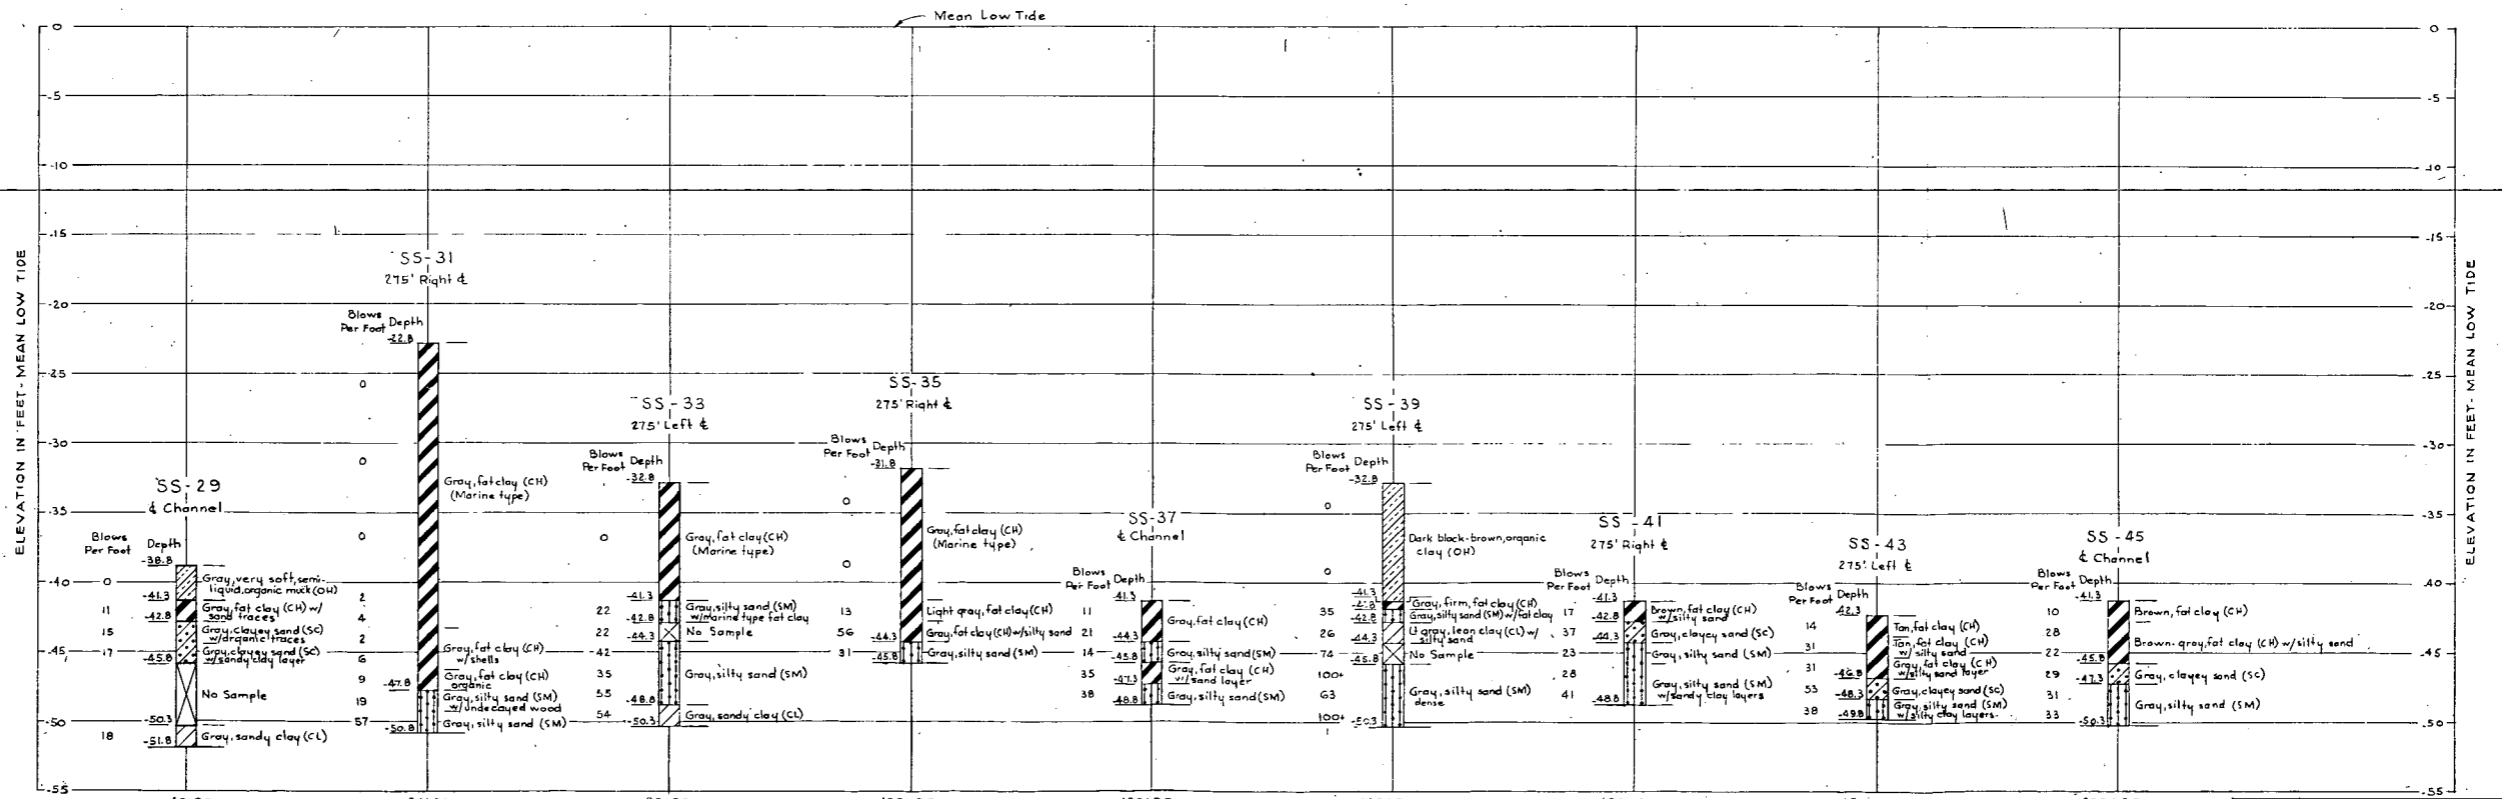 Mean Low Tide
ELEVATION IN FEET - MEAN LOW TIDE
0
-5
-10
-15
-20
-25
-30
-35
-40
-45
-50
-55
SS-29
℄ Channel
Blows
Per Foot
Depth
-38.8
0
-41.3
11
-42.8
15
17
-45.8
-50.3
18
-51.8
Gray, very soft, semi-
liquid, organic muck (OH)
Gray, fat clay (CH) w/
sand traces
Gray, clayey sand (SC)
w/organic traces
Gray, clayey sand (SC)
w/sandy clay layer
No Sample
Gray, sandy clay (CL)
SS-31
275' Right ℄
Blows
Per Foot
Depth
-22.8
0
0
0
2
4
2
6
9
-47.8
19
57
-50.8
Gray, fat clay (CH)
(Marine type)
Gray, fat clay (CH)
w/shells
Gray, fat clay (CH)
organic
Gray, silty sand (SM)
w/undecayed wood
Gray, silty sand (SM)
SS-33
275' Left ℄
Blows
Per Foot
Depth
-32.8
0
-41.3
22
-42.8
22
-44.3
42
35
55
-48.8
54
-50.3
Gray, fat clay (CH)
(Marine type)
Gray, silty sand (SM)
w/marine type fat clay
No Sample
Gray, silty sand (SM)
Gray, sandy clay (CL)
SS-35
275' Right ℄
Blows
Per Foot
Depth
-31.8
0
0
13
56
-44.3
31
-45.8
Gray, fat clay (CH)
(Marine type)
Light gray, fat clay (CH)
Gray, fat clay (CH) w/silty sand
Gray, silty sand (SM)
SS-37
℄ Channel
Blows
Per Foot
Depth
-41.3
11
21
-44.3
14
-45.8
35
-47.3
38
-48.8
Gray, fat clay (CH)
Gray, silty sand (SM)
Gray, fat clay (CH)
w/sand layer
Gray, silty sand (SM)
SS-39
275' Left ℄
Blows
Per Foot
Depth
-32.8
0
0
-41.3
35
-42.8
26
-44.3
74
-45.8
100+
63
100+
-50.3
Dark black-brown, organic
clay (OH)
Gray, firm, fat clay (CH)
Gray, silty sand (SM) w/fat clay
Lt gray, lean clay (CL) w/
silty sand
No Sample
Gray, silty sand (SM)
dense
SS-41
275' Right ℄
Blows
Per Foot
Depth
-41.3
17
-42.8
37
-44.3
23
28
41
-48.8
Brown, fat clay (CH)
w/silty sand
Gray, clayey sand (SC)
Gray, silty sand (SM)
Gray, silty sand (SM)
w/sandy clay layers
SS-43
275' Left ℄
Blows
Per Foot
Depth
-42.3
14
31
31
-46.8
53
-48.3
38
-49.8
Tan, fat clay (CH)
Tan, fat clay (CH)
w/silty sand
Gray, fat clay (CH)
w/silty sand layer
Gray, clayey sand (SC)
Gray, silty sand (SM)
w/silty clay layers
SS-45
℄ Channel
Blows
Per Foot
Depth
-41.3
10
28
22
-45.8
29
-47.3
31
33
-50.3
Brown, fat clay (CH)
Brown-gray, fat clay (CH) w/silty sand
Gray, clayey sand (SC)
Gray, silty sand (SM)
0
-5
-10
-15
-20
-25
-30
-35
-40
-45
-50
-55
ELEVATION IN FEET - MEAN LOW TIDE